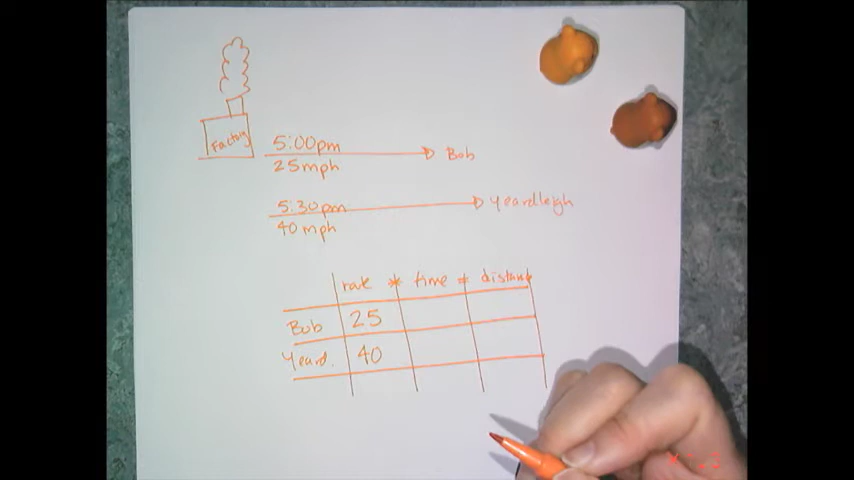 Factory
5:00pm
25mph
Bob
5:30pm
40 mph
Yeardleigh
rate * time = distance
Bob 25
Yeard. 40